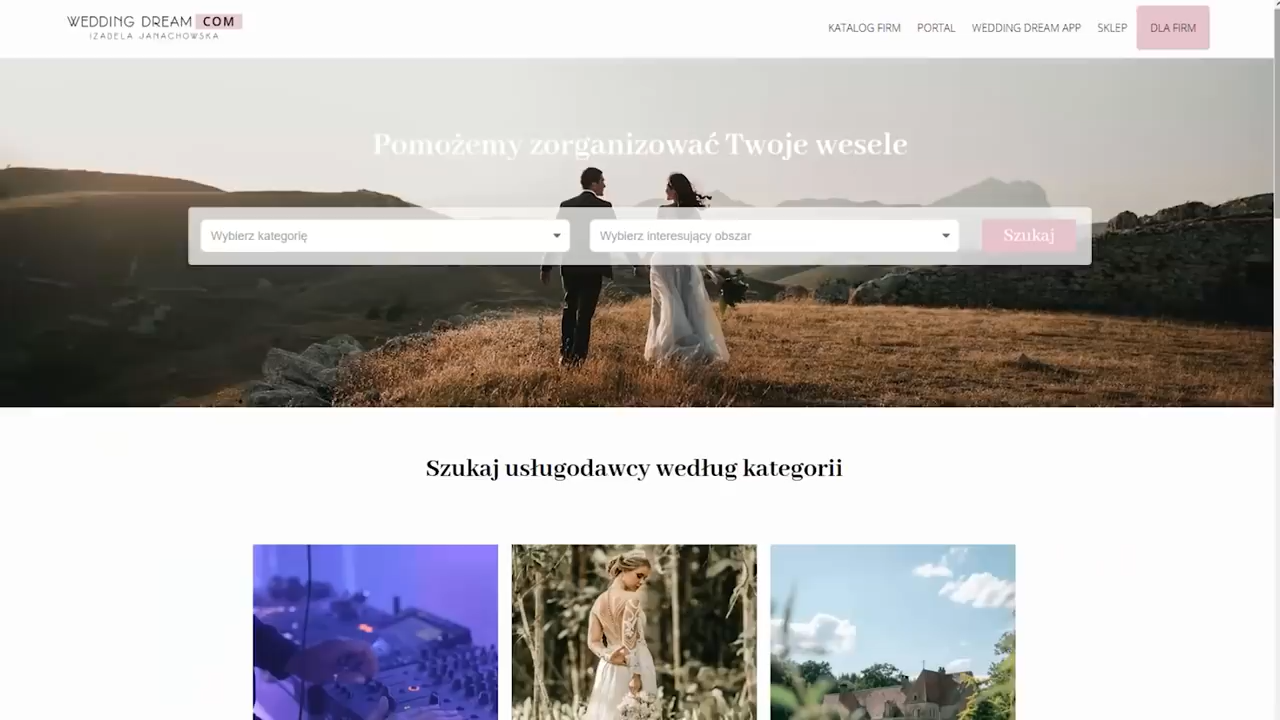 WEDDING DREAM COM
IZABELA JANACHOWSKA
KATALOG FIRM PORTAL WEDDING DREAM APP SKLEP DLA FIRM
Pomożemy zorganizować Twoje wesele
Wybierz kategorię Wybierz interesujący obszar Szukaj
Szukaj usługodawcy według kategorii